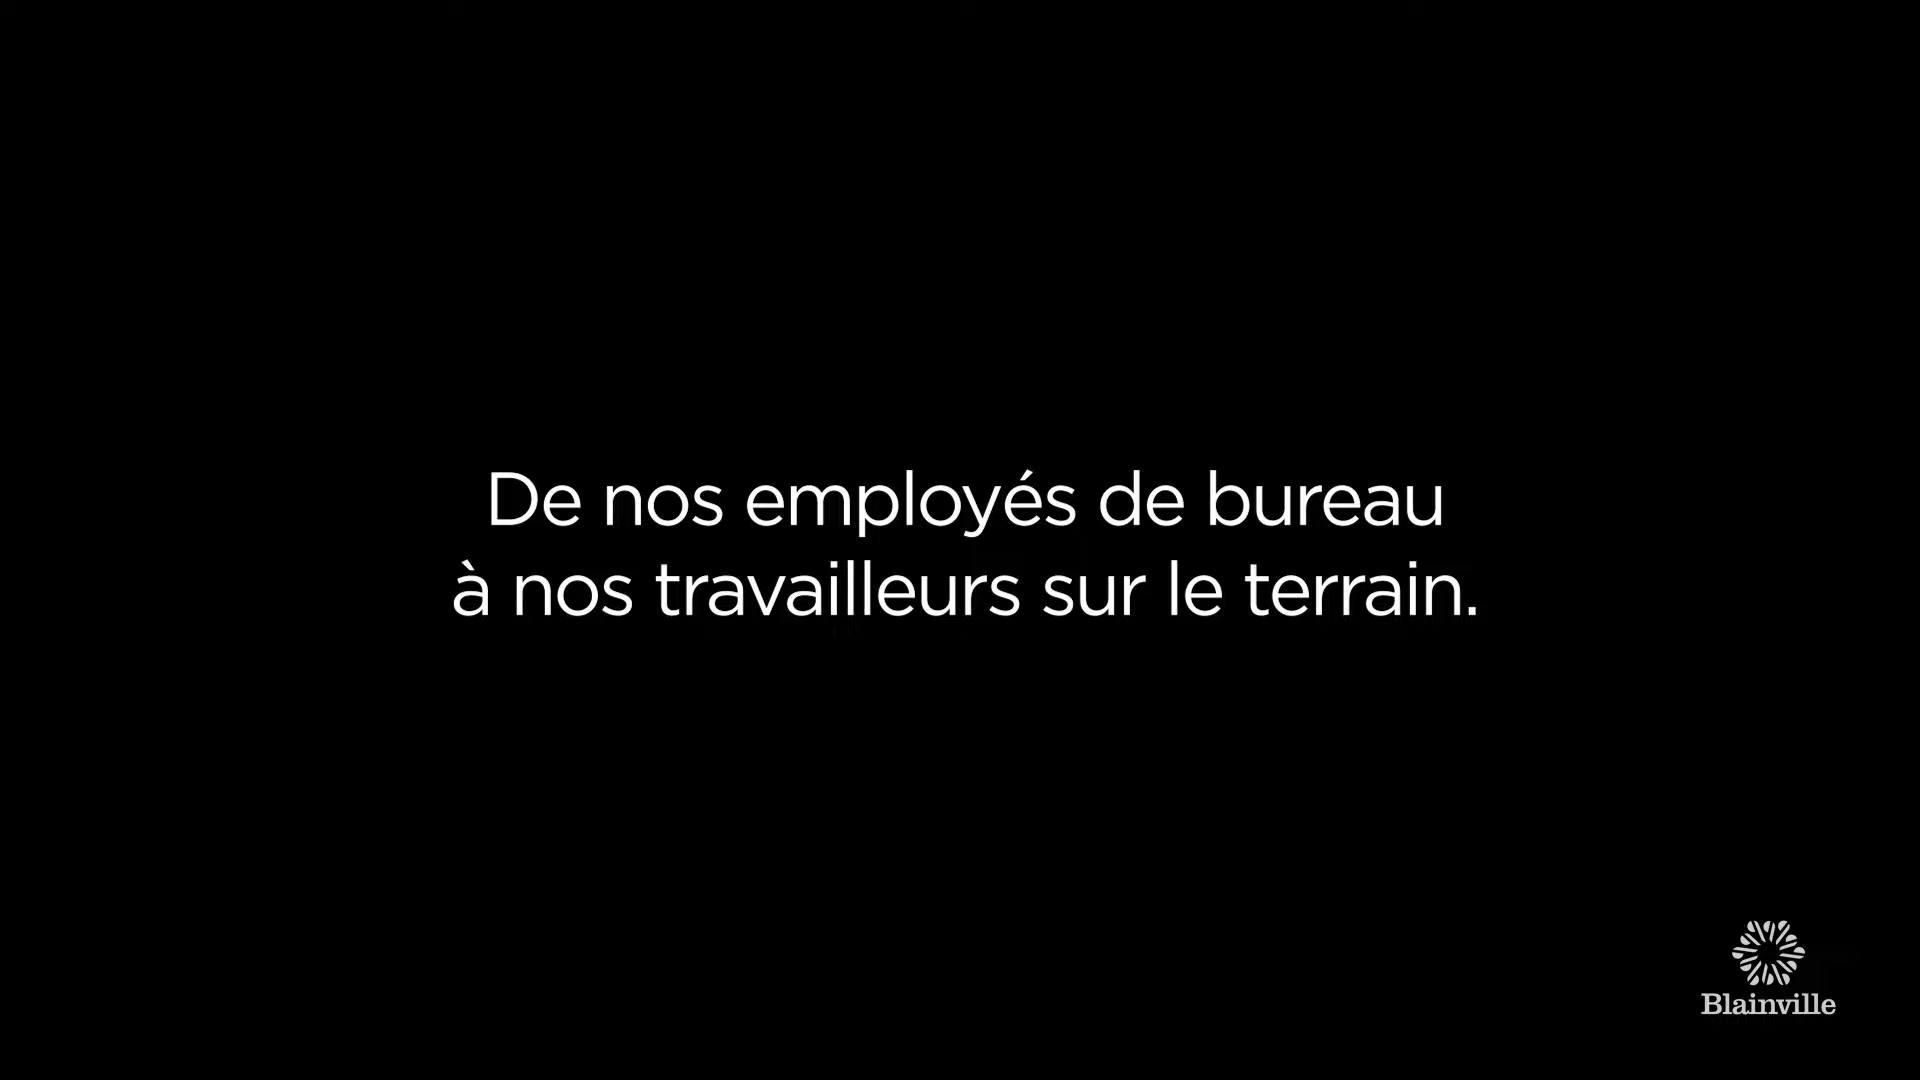 De nos employés de bureau
à nos travailleurs sur le terrain.
Blainville